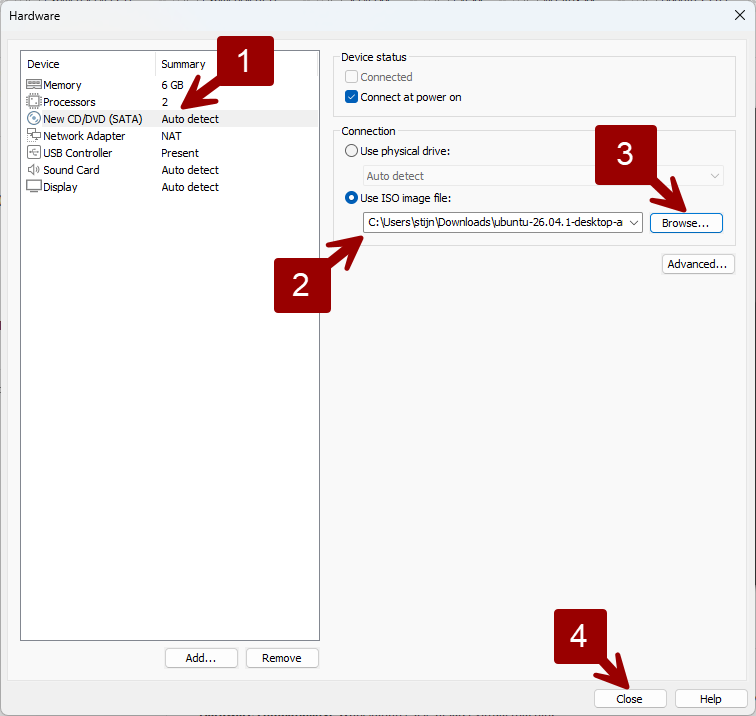 Hardware
Device Summary
Memory 6 GB
Processors 2
New CD/DVD (SATA) Auto detect
Network Adapter NAT
USB Controller Present
Sound Card Auto detect
Display Auto detect
Add...
Remove
Device status
Connected
Connect at power on
Connection
Use physical drive:
Auto detect
Use ISO image file:
C:\Users\stijn\Downloads\ubuntu-26.04.1-desktop-a
Browse...
Advanced...
1
2
3
4
Close
Help